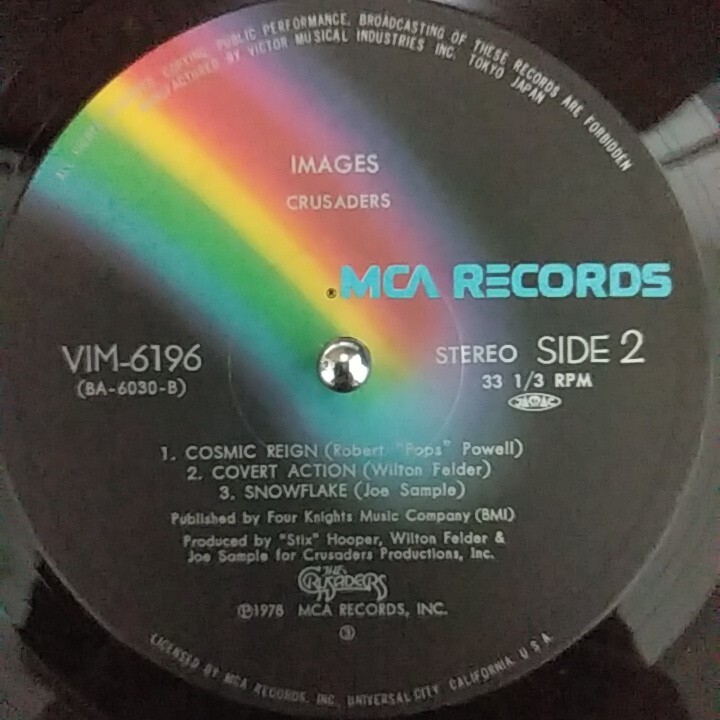 COPYING, PUBLIC PERFORMANCE, BROADCASTING OF THESE RECORDS ARE FORBIDDEN
MANUFACTURED BY VICTOR MUSICAL INDUSTRIES INC. TOKYO JAPAN
IMAGES
CRUSADERS
®MCA RECORDS
VIM-6196
(BA-6030-B)
STEREO SIDE 2
33 1/3 RPM
1. COSMIC REIGN (Robert "Pops" Powell)
2. COVERT ACTION (Wilton Felder)
3. SNOWFLAKE (Joe Sample)
Published by Four Knights Music Company (BMI)
Produced by "Stix" Hooper, Wilton Felder &
Joe Sample for Crusaders Productions, Inc.
THE CRUSADERS
Ⓟ1978 MCA RECORDS, INC.
③
LICENSED BY MCA RECORDS, INC., UNIVERSAL CITY, CALIFORNIA, U.S.A.